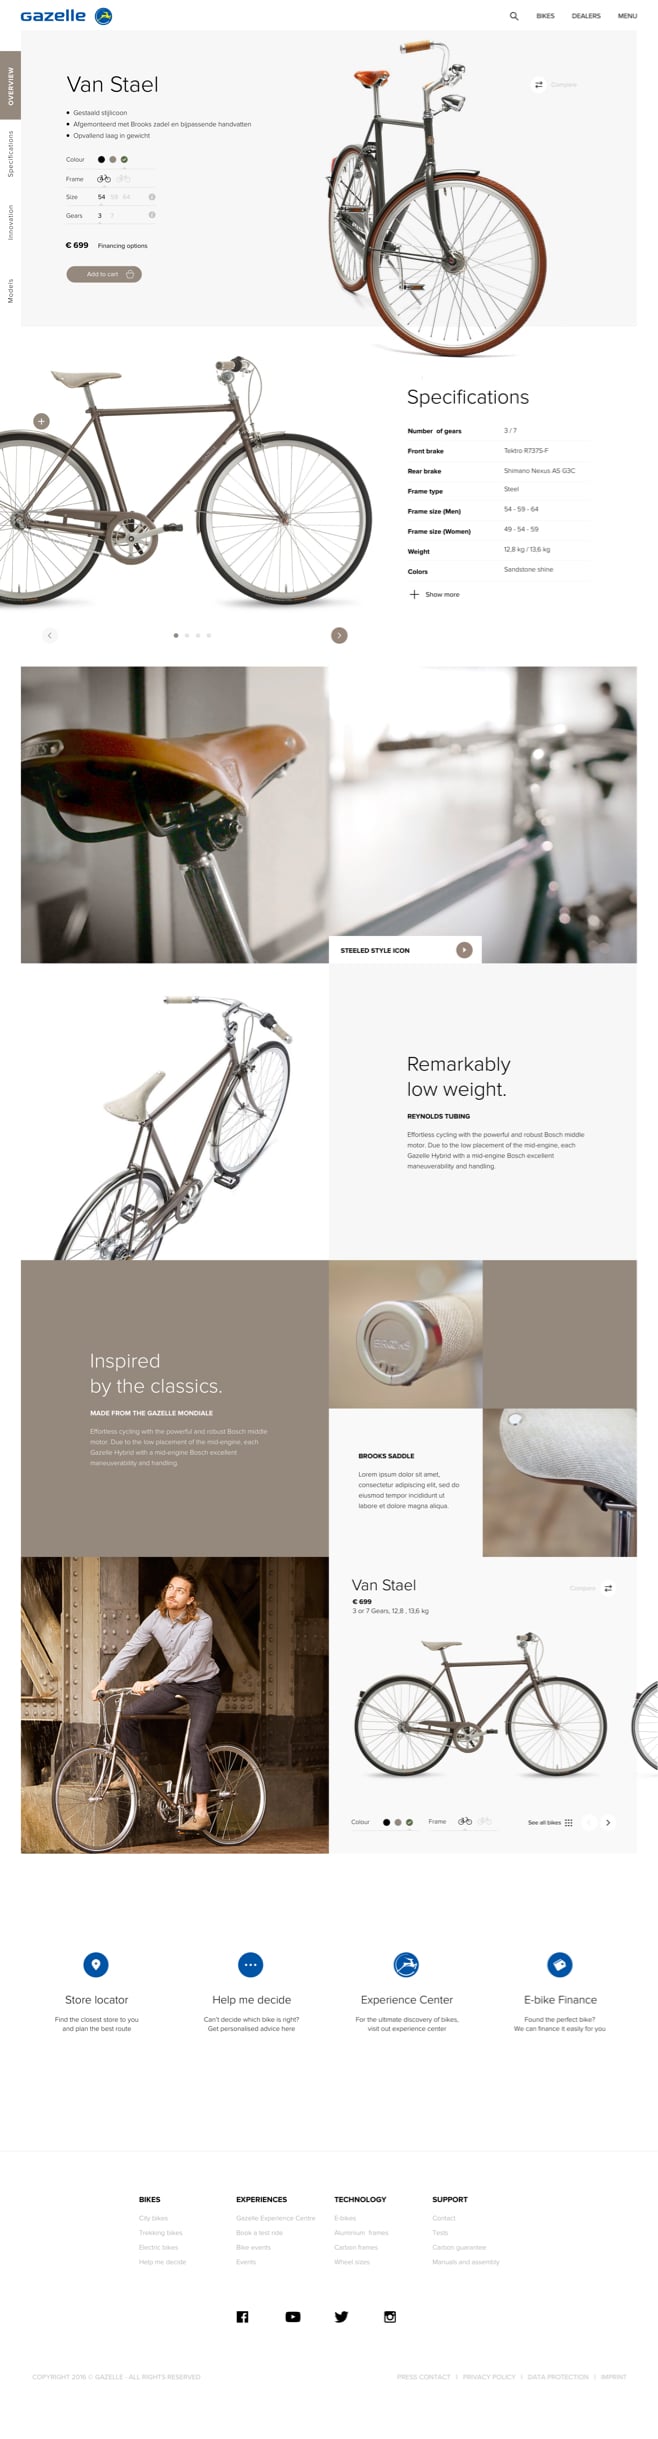 Gazelle
BIKES
DEALERS
MENU
OVERVIEW
Specifications
Innovation
Models
Van Stael
Gestaald stijlicoon
Afgemonteerd met Brooks zadel en bijpassende handvatten
Opvallend laag in gewicht
Compare
Colour
Frame
Size 54 59 64
Gears 3 7
€ 699 Financing options
Add to cart
Specifications
Number of gears 3 / 7
Front brake Tektro R737S-F
Rear brake Shimano Nexus AS G3C
Frame type Steel
Frame size (Men) 54 - 59 - 64
Frame size (Women) 49 - 54 - 59
Weight 12,8 kg / 13,6 kg
Colors Sandstone shine
Show more
STEELED STYLE ICON
Remarkably
low weight.
REYNOLDS TUBING
Effortless cycling with the powerful and robust Bosch middle
motor. Due to the low placement of the mid-engine, each
Gazelle Hybrid with a mid-engine Bosch excellent
maneuverability and handling.
Inspired
by the classics.
MADE FROM THE GAZELLE MONDIALE
Effortless cycling with the powerful and robust Bosch middle
motor. Due to the low placement of the mid-engine, each
Gazelle Hybrid with a mid-engine Bosch excellent
maneuverability and handling.
BROOKS
BROOKS SADDLE
Lorem ipsum dolor sit amet,
consectetur adipiscing elit, sed do
eiusmod tempor incididunt ut
labore et dolore magna aliqua.
Van Stael
€ 699
3 or 7 Gears, 12,8 , 13,6 kg
Compare
Colour
Frame
See all bikes
Store locator
Find the closest store to you
and plan the best route
Help me decide
Can't decide which bike is right?
Get personalised advice here
Experience Center
For the ultimate discovery of bikes,
visit out experience center
E-bike Finance
Found the perfect bike?
We can finance it easily for you
BIKES
City bikes
Trekking bikes
Electric bikes
Help me decide
EXPERIENCES
Gazelle Experience Centre
Book a test ride
Bike events
Events
TECHNOLOGY
E-bikes
Aluminium frames
Carbon frames
Wheel sizes
SUPPORT
Contact
Tests
Carbon guarantee
Manuals and assembly
COPYRIGHT 2016 © GAZELLE - ALL RIGHTS RESERVED
PRESS CONTACT | PRIVACY POLICY | DATA PROTECTION | IMPRINT